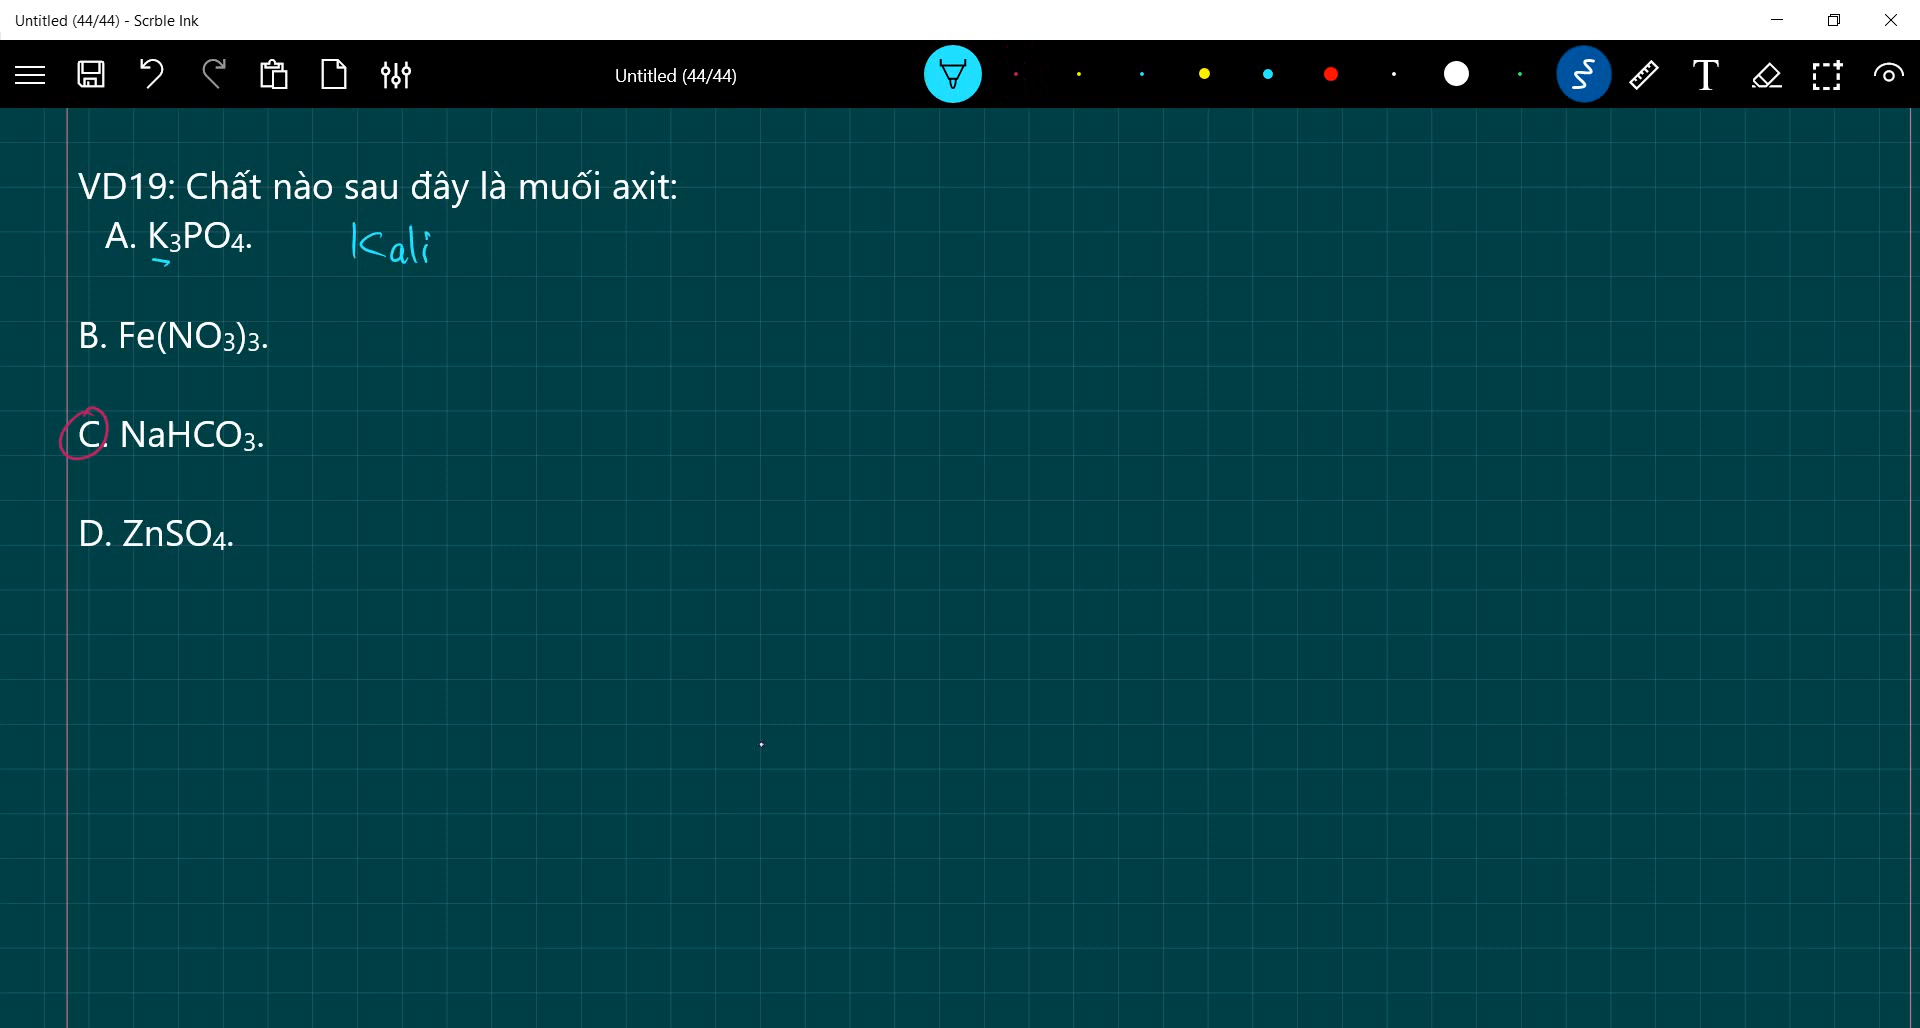 Untitled (44/44) - Scrble Ink
Untitled (44/44)
T
VD19: Chất nào sau đây là muối axit:
A. K₃PO₄. Kali
B. Fe(NO₃)₃.
C. NaHCO₃.
D. ZnSO₄.